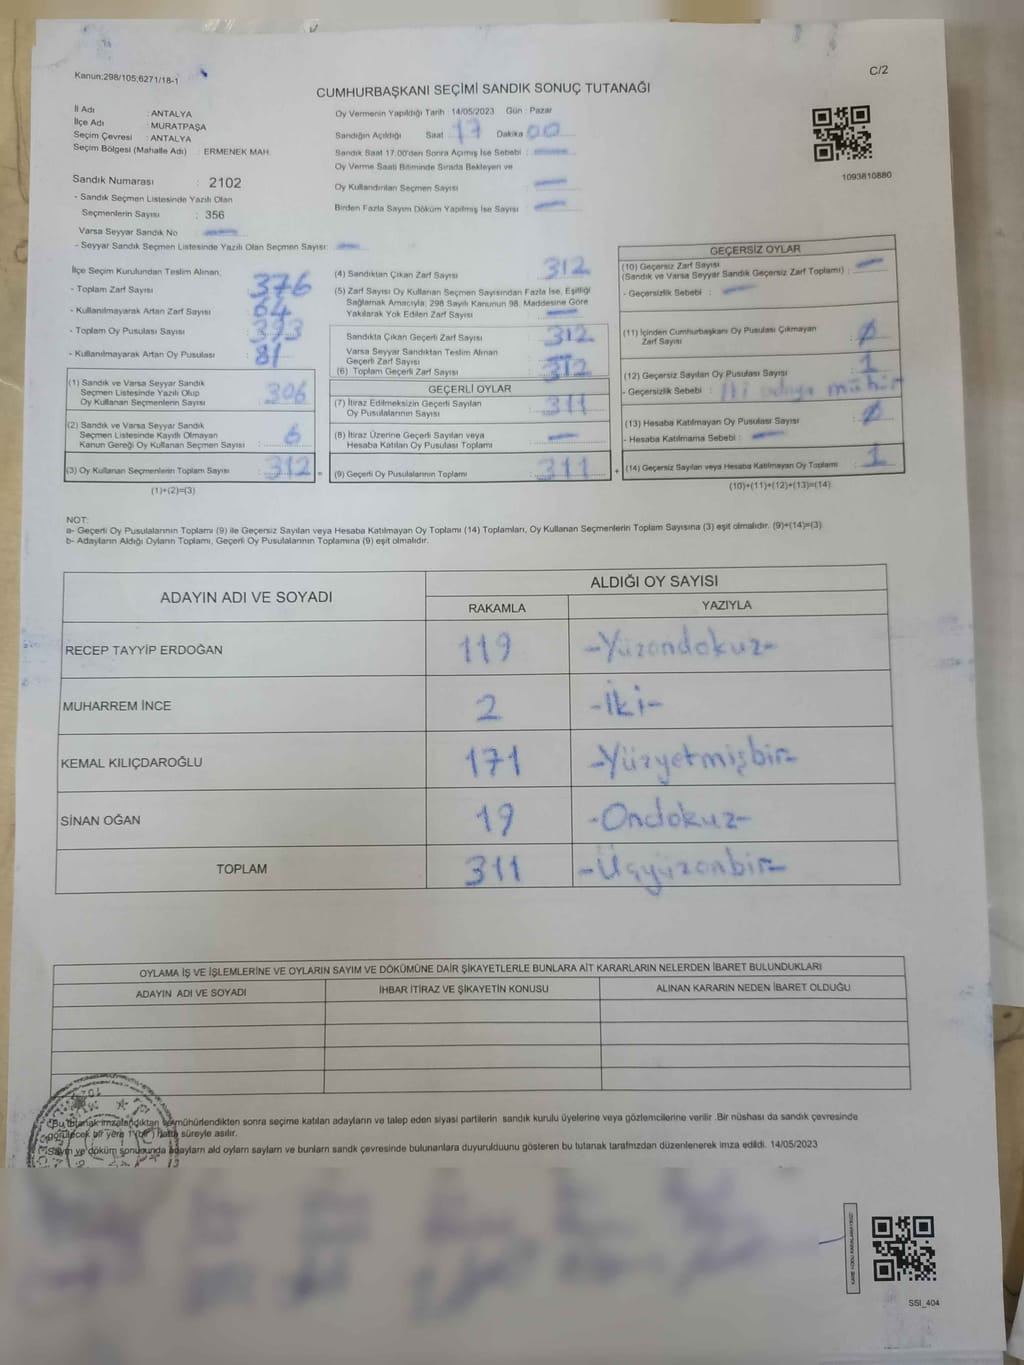 Kanun:298/105;6271/18-1
C/2
CUMHURBAŞKANI SEÇİMİ SANDIK SONUÇ TUTANAĞI
İl Adı : ANTALYA
İlçe Adı : MURATPAŞA
Seçim Çevresi : ANTALYA
Seçim Bölgesi (Mahalle Adı) : ERMENEK MAH.
Sandık Numarası : 2102
- Sandık Seçmen Listesinde Yazılı Olan
Seçmenlerin Sayısı : 356
Varsa Seyyar Sandık No
- Seyyar Sandık Seçmen Listesinde Yazılı Olan Seçmen Sayısı:
Oy Vermenin Yapıldığı Tarih : 14/05/2023 Gün : Pazar
Sandığın Açıldığı Saat : 17 Dakika 00
Sandık Saat 17.00'den Sonra Açımış İse Sebebi :
Oy Verme Saati Bitiminde Sırada Bekleyen ve
Oy Kullandırılan Seçmen Sayısı
Birden Fazla Sayım Döküm Yapılmış İse Sayısı :
1093810880
İlçe Seçim Kurulundan Teslim Alınan;
- Toplam Zarf Sayısı : 376
- Kullanılmayarak Artan Zarf Sayısı : 64
- Toplam Oy Pusulası Sayısı : 393
- Kullanılmayarak Artan Oy Pusulası : 81
(1) Sandık ve Varsa Seyyar Sandık
Seçmen Listesinde Yazılı Olup
Oy Kullanan Seçmenlerin Sayısı : 306
(2) Sandık ve Varsa Seyyar Sandık
Seçmen Listesinde Kayıtlı Olmayan
Kanun Gereği Oy Kullanan Seçmen Sayısı : 6
(3) Oy Kullanan Seçmenlerin Toplam Sayısı : 312 =
(1)+(2)=(3)
(4) Sandıktan Çıkan Zarf Sayısı : 312
(5) Zarf Sayısı Oy Kullanan Seçmen Sayısından Fazla İse, Eşitliği
Sağlamak Amacıyla; 298 Sayılı Kanunun 98. Maddesine Göre
Yakılarak Yok Edilen Zarf Sayısı
Sandıkta Çıkan Geçerli Zarf Sayısı : 312
Varsa Seyyar Sandıktan Teslim Alınan
Geçerli Zarf Sayısı
(6) Toplam Geçerli Zarf Sayısı : 312
GEÇERLİ OYLAR
(7) İtiraz Edilmeksizin Geçerli Sayılan
Oy Pusulalarının Sayısı : 311
(8) İtiraz Üzerine Geçerli Sayılan veya
Hesaba Katılan Oy Pusulası Toplamı
(9) Geçerli Oy Pusulalarının Toplamı : 311 +
GEÇERSİZ OYLAR
(10) Geçersiz Zarf Sayısı
(Sandık ve Varsa Seyyar Sandık Geçersiz Zarf Toplamı) :
- Geçersizlik Sebebi :
(11) İçinden Cumhurbaşkanı Oy Pusulası Çıkmayan
Zarf Sayısı : Ø
(12) Geçersiz Sayılan Oy Pusulası Sayısı : 1
- Geçersizlik Sebebi : İki adaya mühür
(13) Hesaba Katılmayan Oy Pusulası Sayısı : Ø
- Hesaba Katılmama Sebebi :
(14) Geçersiz Sayılan veya Hesaba Katılmayan Oy Toplamı : 1
(10)+(11)+(12)+(13)=(14)
NOT:
a- Geçerli Oy Pusulalarının Toplamı (9) ile Geçersiz Sayılan veya Hesaba Katılmayan Oy Toplamı (14) Toplamları, Oy Kullanan Seçmenlerin Toplam Sayısına (3) eşit olmalıdır. (9)+(14)=(3)
b- Adayların Aldığı Oyların Toplamı, Geçerli Oy Pusulalarının Toplamına (9) eşit olmalıdır.
ADAYIN ADI VE SOYADI
ALDIĞI OY SAYISI
RAKAMLA YAZIYLA
RECEP TAYYİP ERDOĞAN 119 -Yüzondokuz-
MUHARREM İNCE 2 -İki-
KEMAL KILIÇDAROĞLU 171 -Yüzyetmişbir-
SİNAN OĞAN 19 -Ondokuz-
TOPLAM 311 -Üçyüzonbir-
OYLAMA İŞ VE İŞLEMLERİNE VE OYLARIN SAYIM VE DÖKÜMÜNE DAİR ŞİKAYETLERLE BUNLARA AİT KARARLARIN NELERDEN İBARET BULUNDUKLARI
ADAYIN ADI VE SOYADI İHBAR İTİRAZ VE ŞİKAYETİN KONUSU ALINAN KARARIN NEDEN İBARET OLDUĞU
"Bu tutanak imzalandıktan ve mühürlendikten sonra seçime katılan adayların ve talep eden siyasi partilerin sandık kurulu üyelerine veya gözlemcilerine verilir .Bir nüshası da sandık çevresinde
görülecek bir yere 1 (bir) hafta süreyle asılır.
Sayım ve döküm sonucunda adayların ald oyların sayların ve bunların sandk çevresinde bulunanlara duyurulduunu gösteren bu tutanak tarafmzdan düzenlenerek imza edildi. 14/05/2023
SSI_404